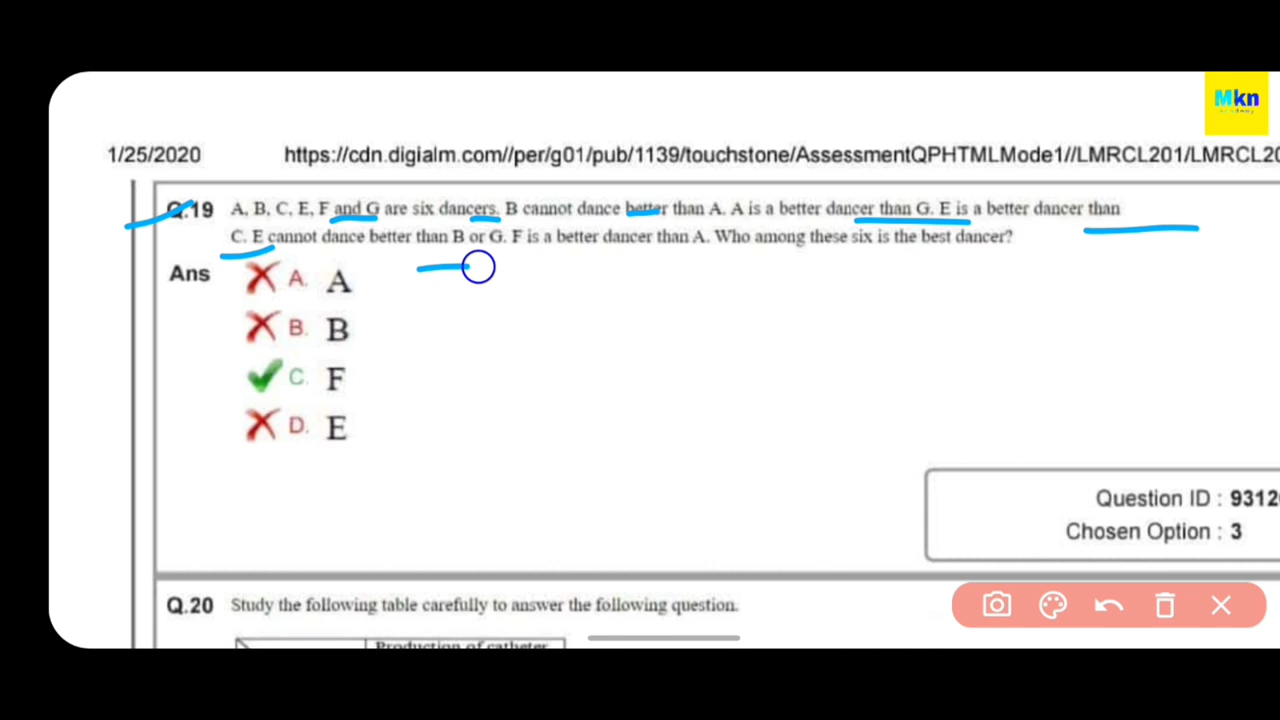 Mkn
1/25/2020 https://cdn.digialm.com//per/g01/pub/1139/touchstone/AssessmentQPHTMLMode1//LMRCL201/LMRCL20
Q.19 A, B, C, E, F and G are six dancers. B cannot dance better than A. A is a better dancer than G. E is a better dancer than
C. E cannot dance better than B or G. F is a better dancer than A. Who among these six is the best dancer?
Ans A. A
B. B
C. F
D. E
Question ID : 9312
Chosen Option : 3
Q.20 Study the following table carefully to answer the following question.
Production of catheter